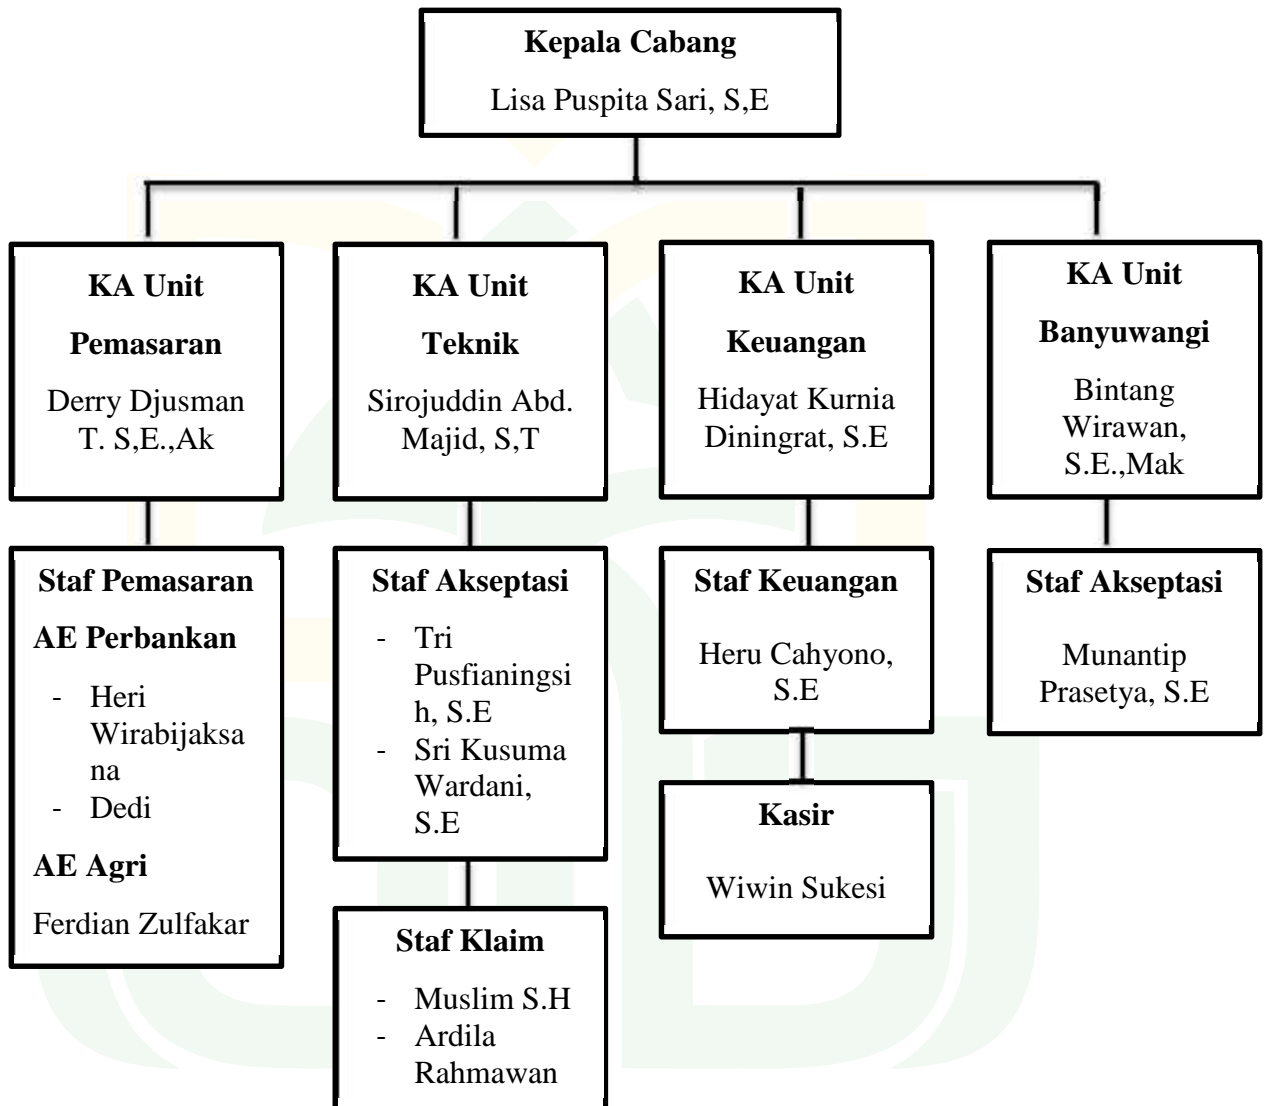 Kepala Cabang
Lisa Puspita Sari, S,E
KA Unit
Pemasaran
Derry Djusman
T. S,E.,Ak
KA Unit
Teknik
Sirojuddin Abd.
Majid, S,T
KA Unit
Keuangan
Hidayat Kurnia
Diningrat, S.E
KA Unit
Banyuwangi
Bintang
Wirawan,
S.E.,Mak
Staf Pemasaran
AE Perbankan
- Heri
Wirabijaksa
na
- Dedi
AE Agri
Ferdian Zulfakar
Staf Akseptasi
- Tri
Pusfianingsi
h, S.E
- Sri Kusuma
Wardani,
S.E
Staf Klaim
- Muslim S.H
- Ardila
Rahmawan
Staf Keuangan
Heru Cahyono,
S.E
Kasir
Wiwin Sukesi
Staf Akseptasi
Munantip
Prasetya, S.E